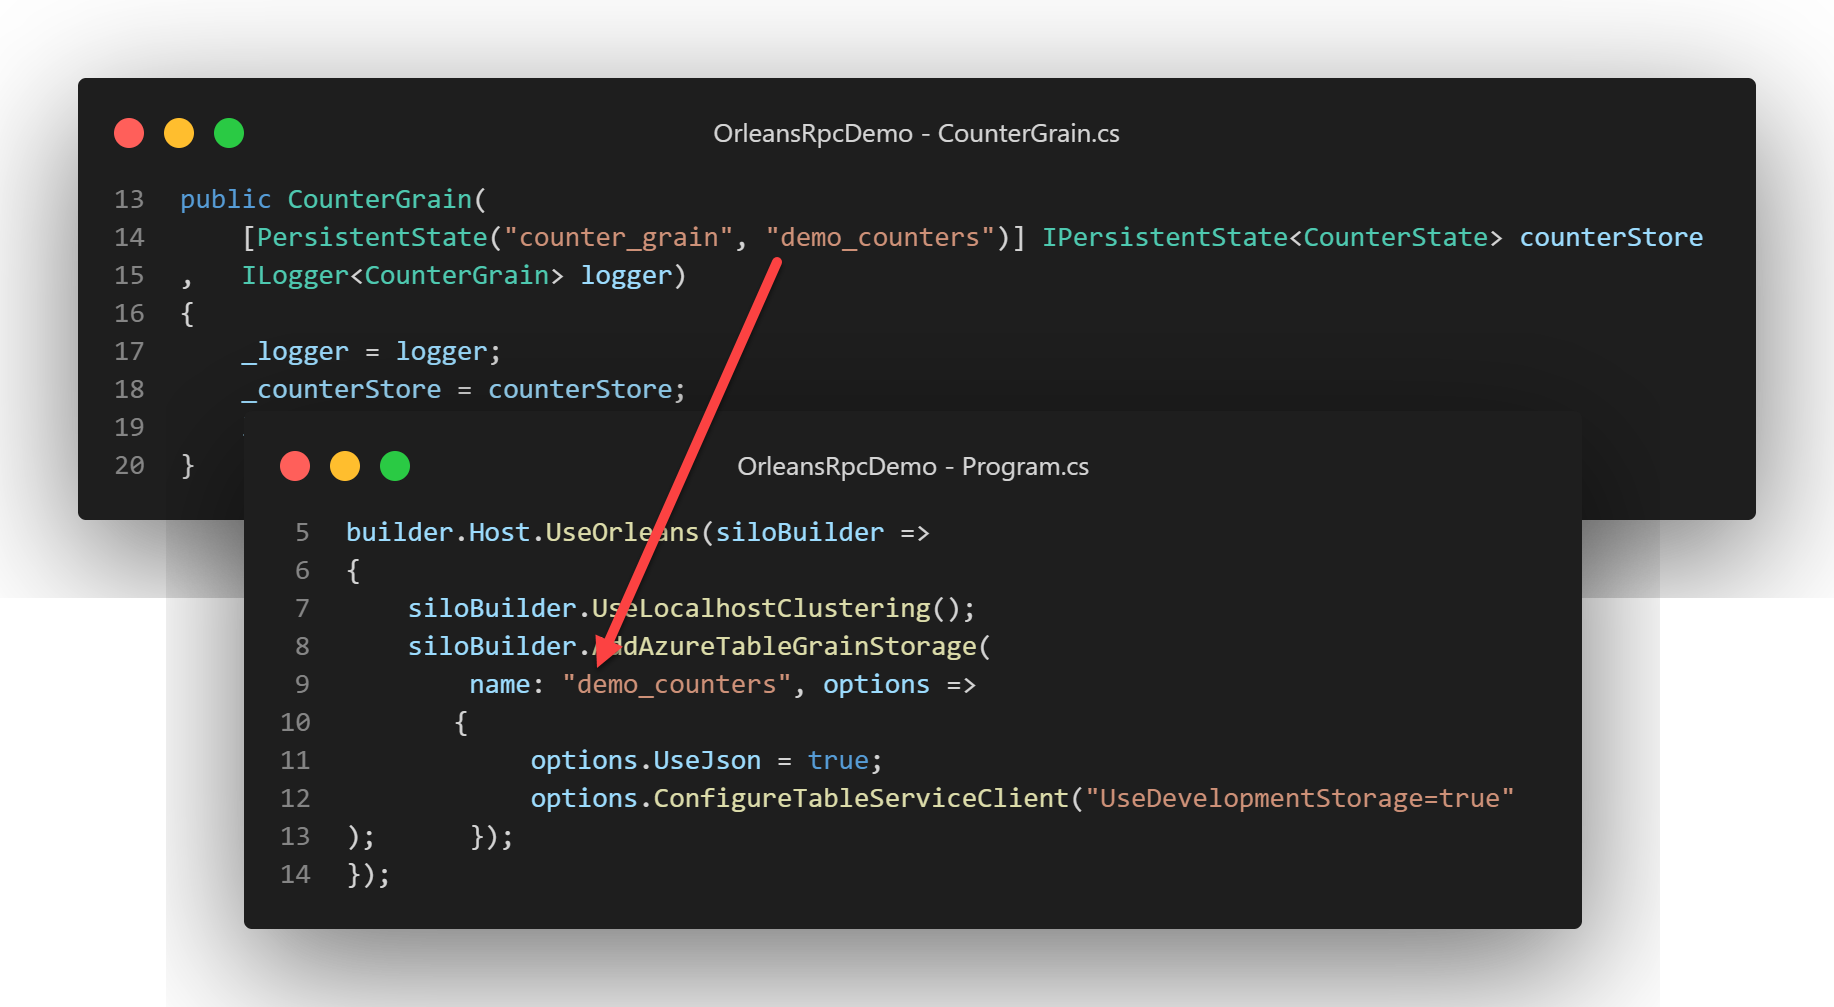 OrleansRpcDemo - CounterGrain.cs
13 public CounterGrain(
14     [PersistentState("counter_grain", "demo_counters")] IPersistentState<CounterState> counterStore
15 ,   ILogger<CounterGrain> logger)
16 {
17     _logger = logger;
18     _counterStore = counterStore;
19
20 }
OrleansRpcDemo - Program.cs
5 builder.Host.UseOrleans(siloBuilder =>
6 {
7     siloBuilder.UseLocalhostClustering();
8     siloBuilder.AddAzureTableGrainStorage(
9         name: "demo_counters", options =>
10        {
11             options.UseJson = true;
12             options.ConfigureTableServiceClient("UseDevelopmentStorage=true"
13 );      });
14 });